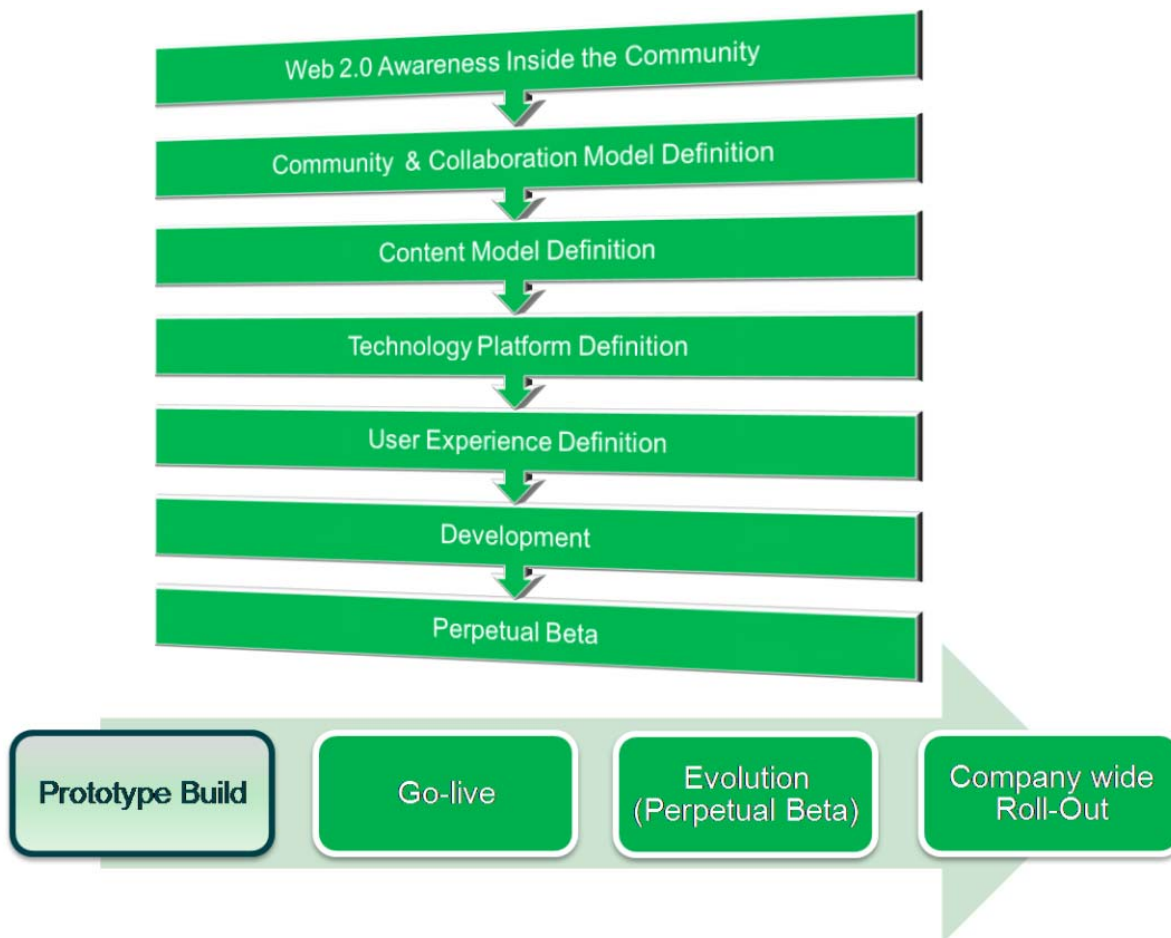 Web 2.0 Awareness Inside the Community
Community & Collaboration Model Definition
Content Model Definition
Technology Platform Definition
User Experience Definition
Development
Perpetual Beta
Prototype Build
Go-live
Evolution
(Perpetual Beta)
Company wide
Roll-Out